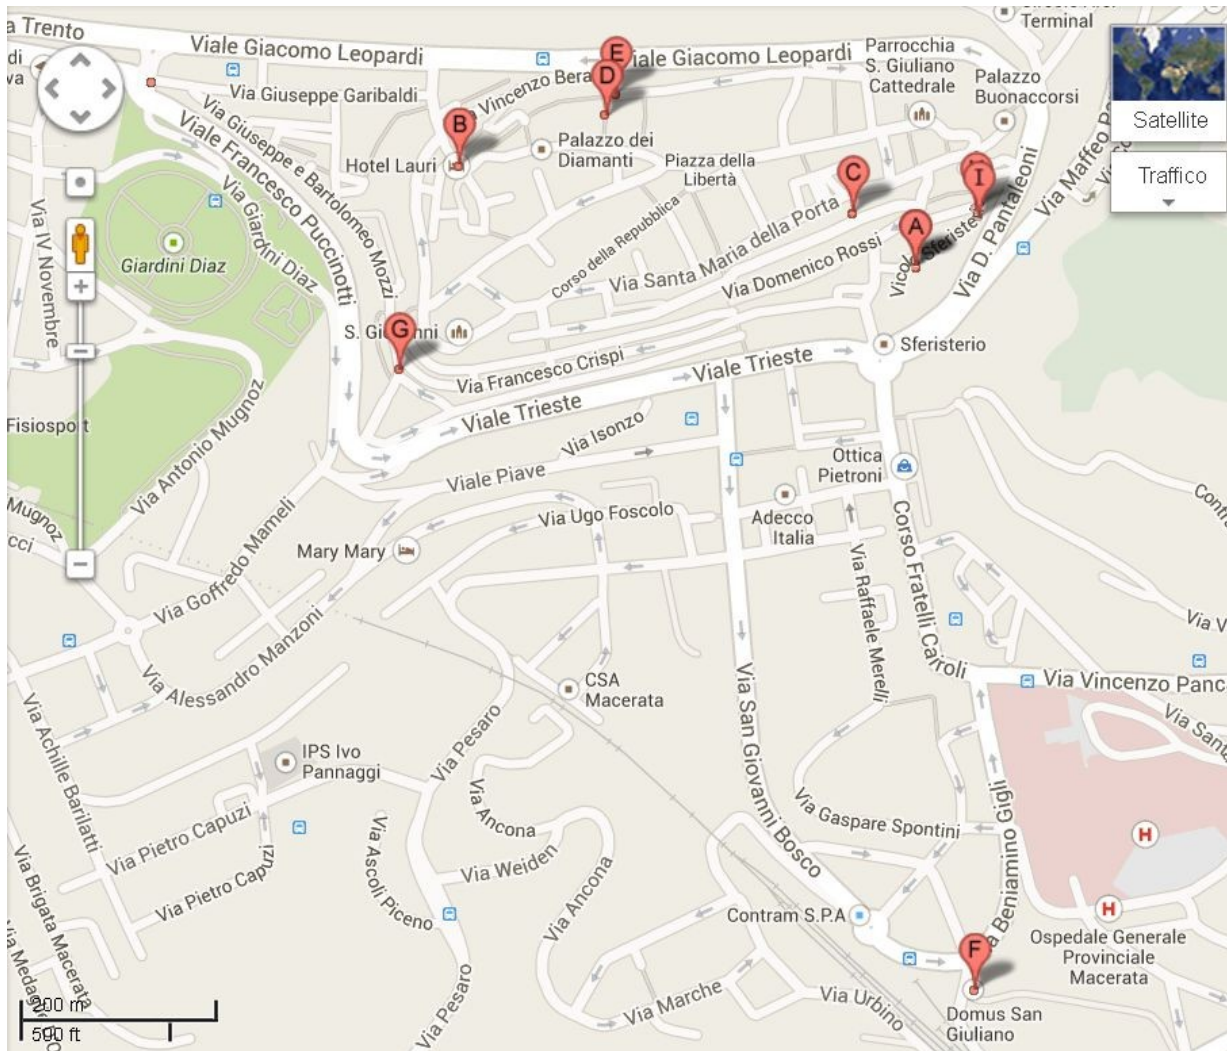 a Trento
Viale Giacomo Leopardi
Viale Giacomo Leopardi
Terminal
Parrocchia
S. Giuliano
Cattedrale
Palazzo
Buonaccorsi
Satellite
Traffico
Via Giuseppe Garibaldi
Vincenzo
E
D
B
Hotel Lauri
Palazzo dei
Diamanti
Piazza della
Libertà
C
I
A
G
Via Giuseppe e Bartolomeo Mozzi
Viale Francesco Puccinotti
Via Giardini Diaz
Giardini Diaz
Via IV Novembre
Corso della Repubblica
Via Santa Maria della Porta
Via Domenico Rossi
Via D. Pantaleoni
Via Maffeo
Sferisterio
Via Francesco Crispi
Viale Trieste
Viale Trieste
Fisiosport
Via Antonio Mugnoz
Mugnoz
Via Isonzo
Viale Piave
Via Ugo Foscolo
Ottica
Pietroni
Adecco
Italia
Mary Mary
Via Goffredo Mameli
Via Alessandro Manzoni
Via Raffaele Merelli
Corso Fratelli Cairoli
Via Vincenzo Panca
CSA
Macerata
Via San Giovanni Bosco
Via Achille Barilatti
IPS Ivo
Pannaggi
Via Pesaro
Via Ancona
Via Gaspare Spontini
Via Beniamino Gigli
Via Pietro Capuzi
Via Pietro Capuzi
Via Ascoli Piceno
Via Weiden
Via Ancona
Via Brigata Macerata
Contram S.P.A
H
H
Ospedale Generale
Provinciale
Macerata
F
Domus San
Giuliano
Via Marche
Via Urbino
Via Pesaro
200 m
500 ft